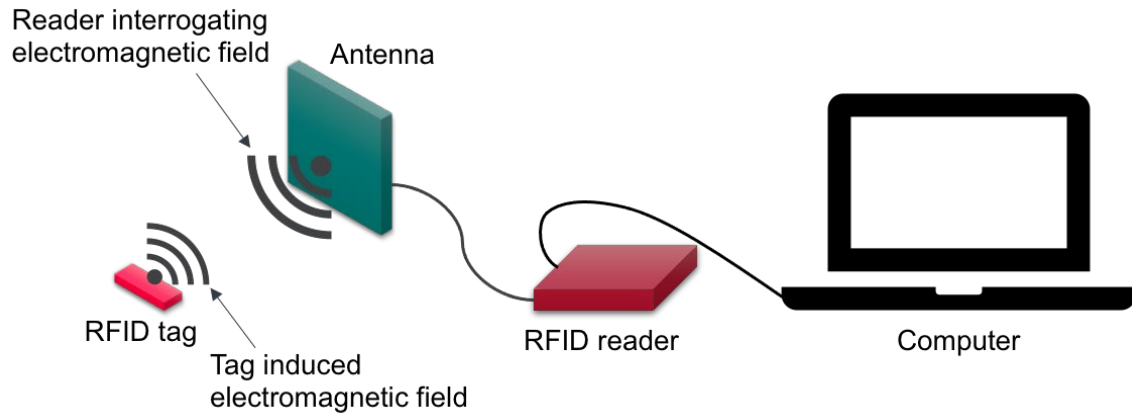 Reader interrogating
electromagnetic field
Antenna
RFID tag
Tag induced
electromagnetic field
RFID reader
Computer